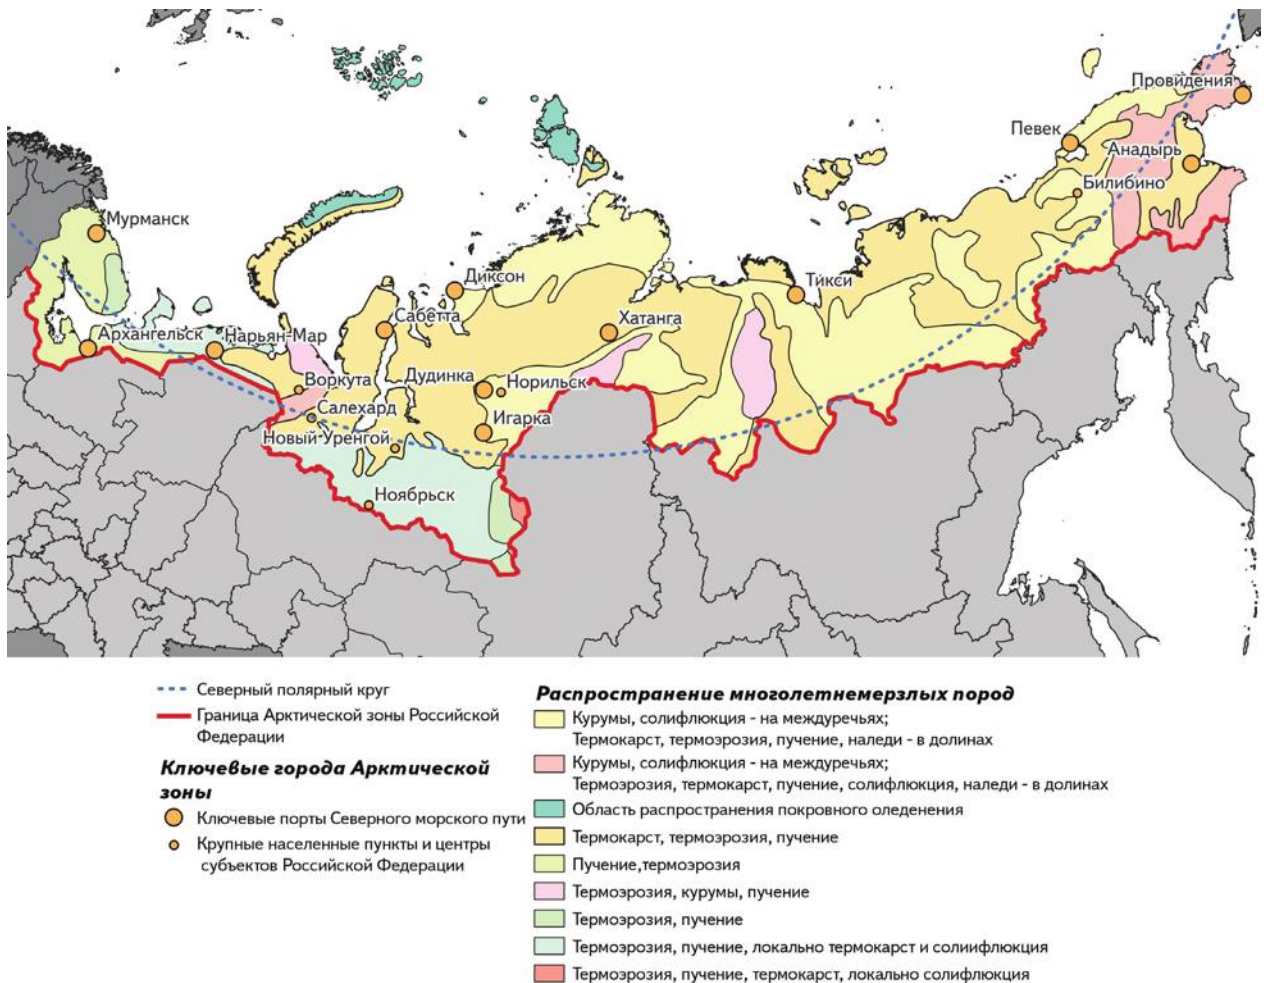 Провидения
Певек
Анадырь
Билибино
Мурманск
Диксон
Тикси
Сабетта
Хатанга
Архангельск
Нарьян-Мар
Воркута
Дудинка
Норильск
Салехард
Игарка
Новый Уренгой
Ноябрьск
Северный полярный круг
Граница Арктической зоны Российской
Федерации
Ключевые города Арктической
зоны
Ключевые порты Северного морского пути
Крупные населенные пункты и центры
субъектов Российской Федерации
Распространение многолетнемерзлых пород
Курумы, солифлюкция - на междуречьях;
Термокарст, термоэрозия, пучение, наледи - в долинах
Курумы, солифлюкция - на междуречьях;
Термоэрозия, термокарст, пучение, солифлюкция, наледи - в долинах
Область распространения покровного оледенения
Термокарст, термоэрозия, пучение
Пучение,термоэрозия
Термоэрозия, курумы, пучение
Термоэрозия, пучение
Термоэрозия, пучение, локально термокарст и солиифлюкция
Термоэрозия, пучение, термокарст, локально солифлюкция